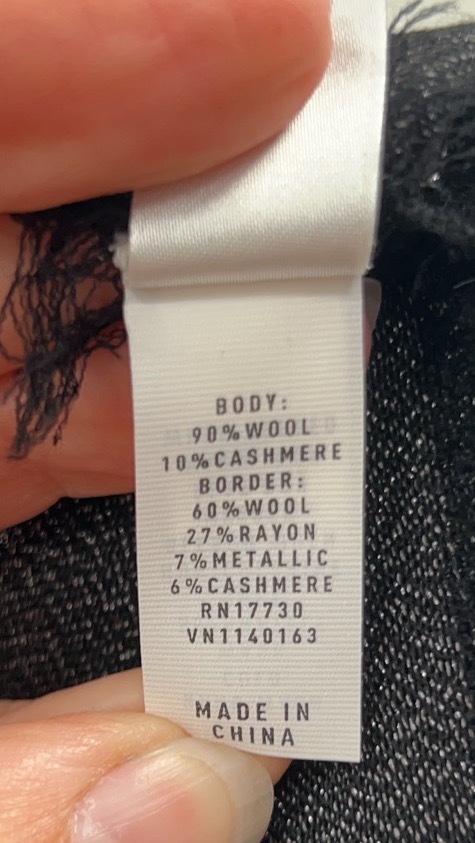 BODY:
90%WOOL
10%CASHMERE
BORDER:
60%WOOL
27%RAYON
7%METALLIC
6%CASHMERE
RN17730
VN1140163
MADE IN
CHINA